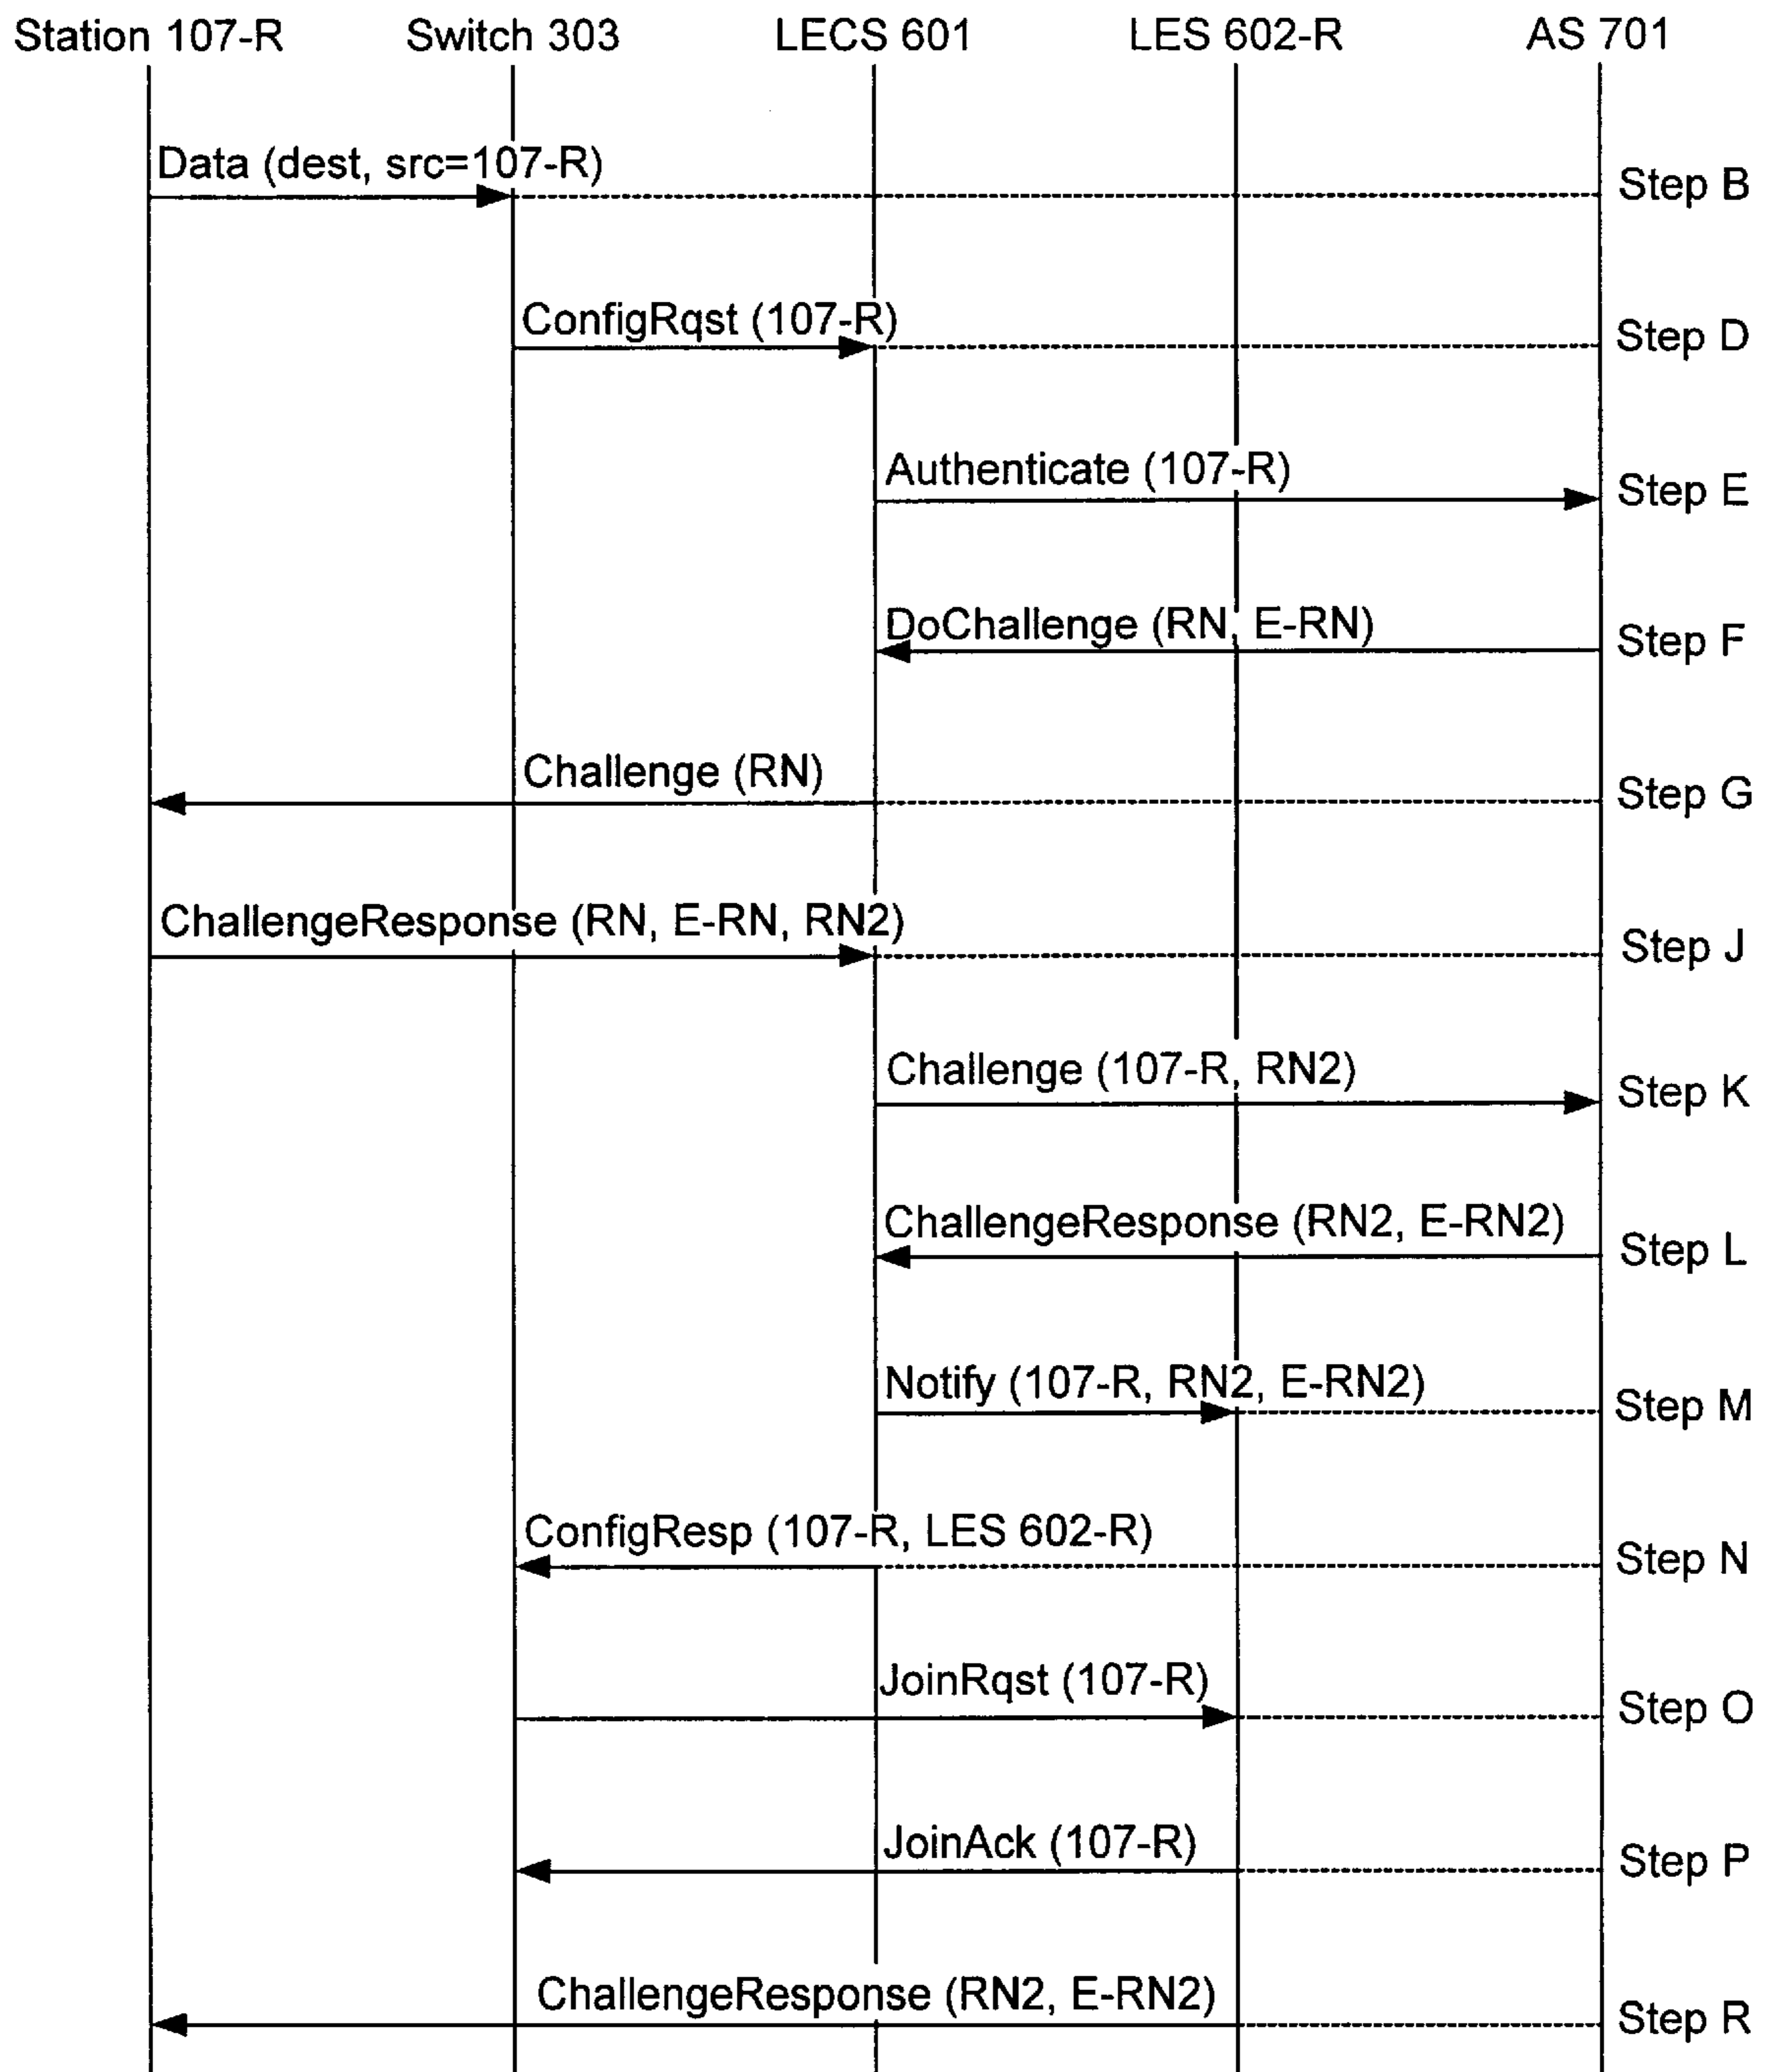 Station 107-R Switch 303 LECS 601 LES 602-R AS 701
Data (dest, src=107-R)
Step B
ConfigRqst (107-R)
Step D
Authenticate (107-R)
Step E
DoChallenge (RN, E-RN)
Step F
Challenge (RN)
Step G
ChallengeResponse (RN, E-RN, RN2)
Step J
Challenge (107-R, RN2)
Step K
ChallengeResponse (RN2, E-RN2)
Step L
Notify (107-R, RN2, E-RN2)
Step M
ConfigResp (107-R, LES 602-R)
Step N
JoinRqst (107-R)
Step O
JoinAck (107-R)
Step P
ChallengeResponse (RN2, E-RN2)
Step R